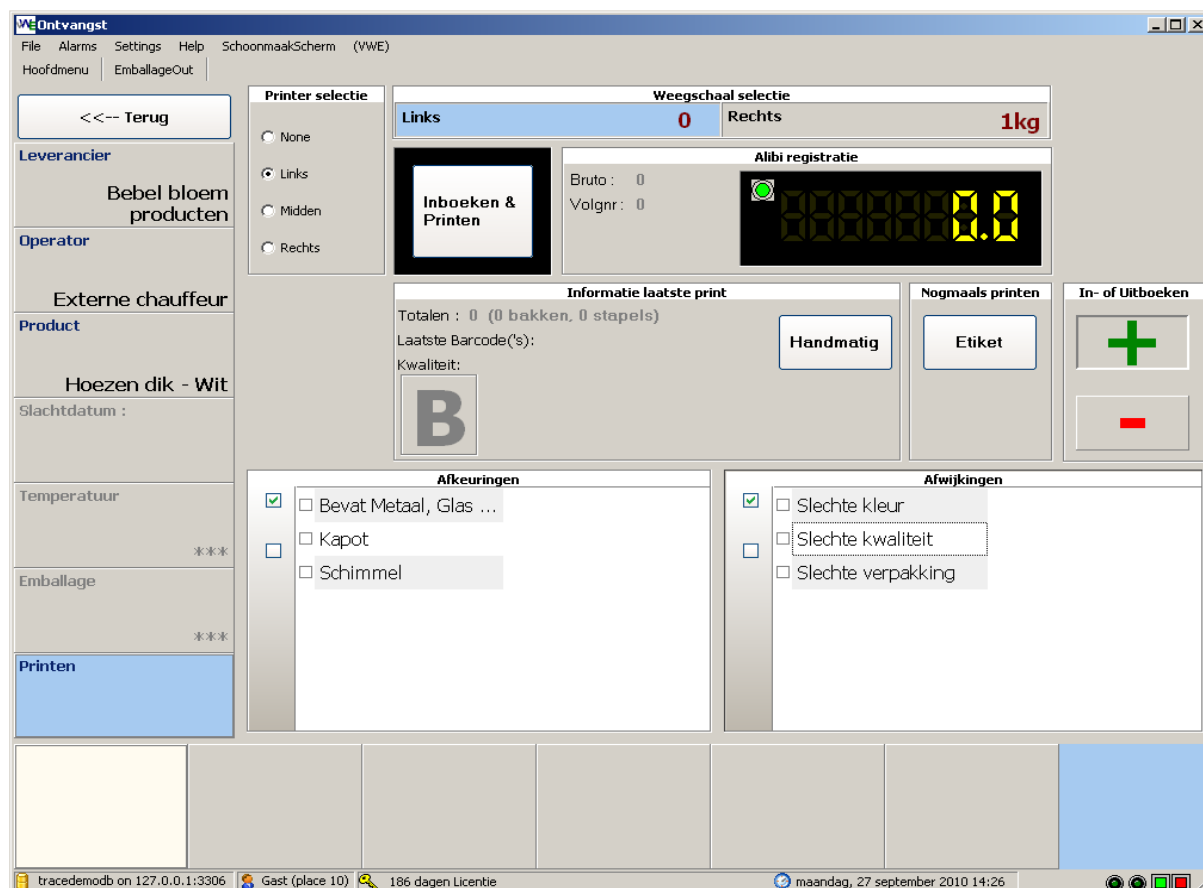 Ontvangst
File Alarms Settings Help SchoonmaakScherm (VWE)
Hoofdmenu EmballageOut
<<-- Terug
Leverancier
Bebel bloem
producten
Operator
Externe chauffeur
Product
Hoezen dik - Wit
Slachtdatum :
Temperatuur
***
Emballage
***
Printen
Printer selectie
None
Links
Midden
Rechts
Weegschaal selectie
Links 0 Rechts 1kg
Inboeken &
Printen
Alibi registratie
Bruto : 0
Volgnr : 0
0.0
Informatie laatste print
Totalen : 0 (0 bakken, 0 stapels)
Laatste Barcode('s):
Kwaliteit:
B
Handmatig
Nogmaals printen
Etiket
In- of Uitboeken
Afkeuringen
Bevat Metaal, Glas ...
Kapot
Schimmel
Afwijkingen
Slechte kleur
Slechte kwaliteit
Slechte verpakking
tracedemodb on 127.0.0.1:3306 Gast (place 10) 186 dagen Licentie maandag, 27 september 2010 14:26